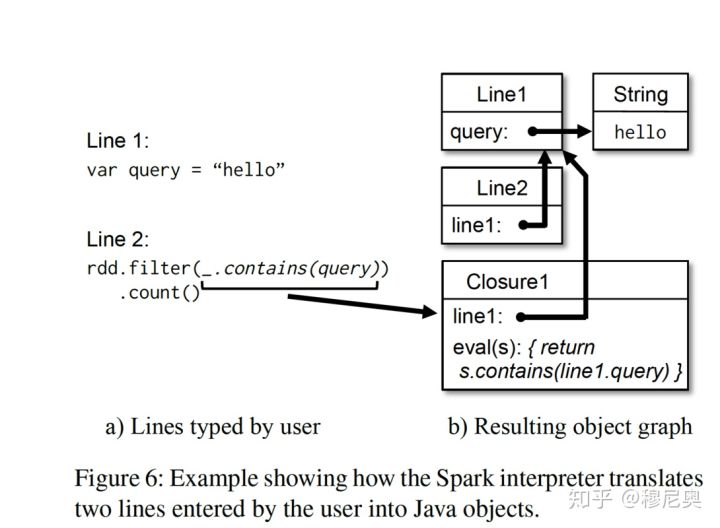 Line 1:
var query = “hello”
Line 2:
rdd.filter(_.contains(query))
.count()
Line1
query:
String
hello
Line2
line1:
Closure1
line1:
eval(s): { return
s.contains(line1.query) }
a) Lines typed by user
b) Resulting object graph
Figure 6: Example showing how the Spark interpreter translates
two lines entered by the user into Java objects.
知乎 @穆尼奥